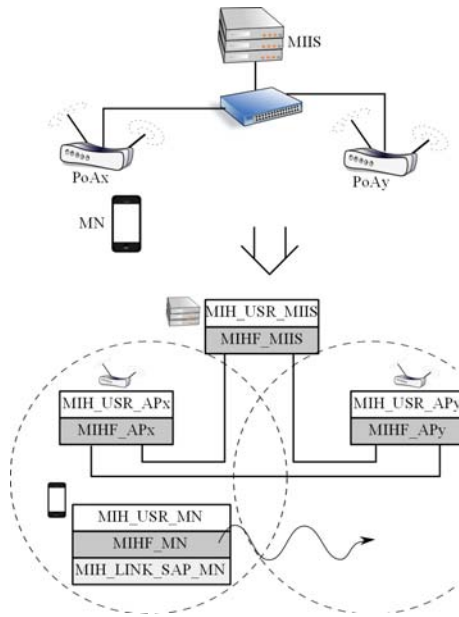 MIIS
PoAx
PoAy
MN
MIH_USR_MIIS
MIHF_MIIS
MIH_USR_APx
MIHF_APx
MIH_USR_APy
MIHF_APy
MIH_USR_MN
MIHF_MN
MIH_LINK_SAP_MN